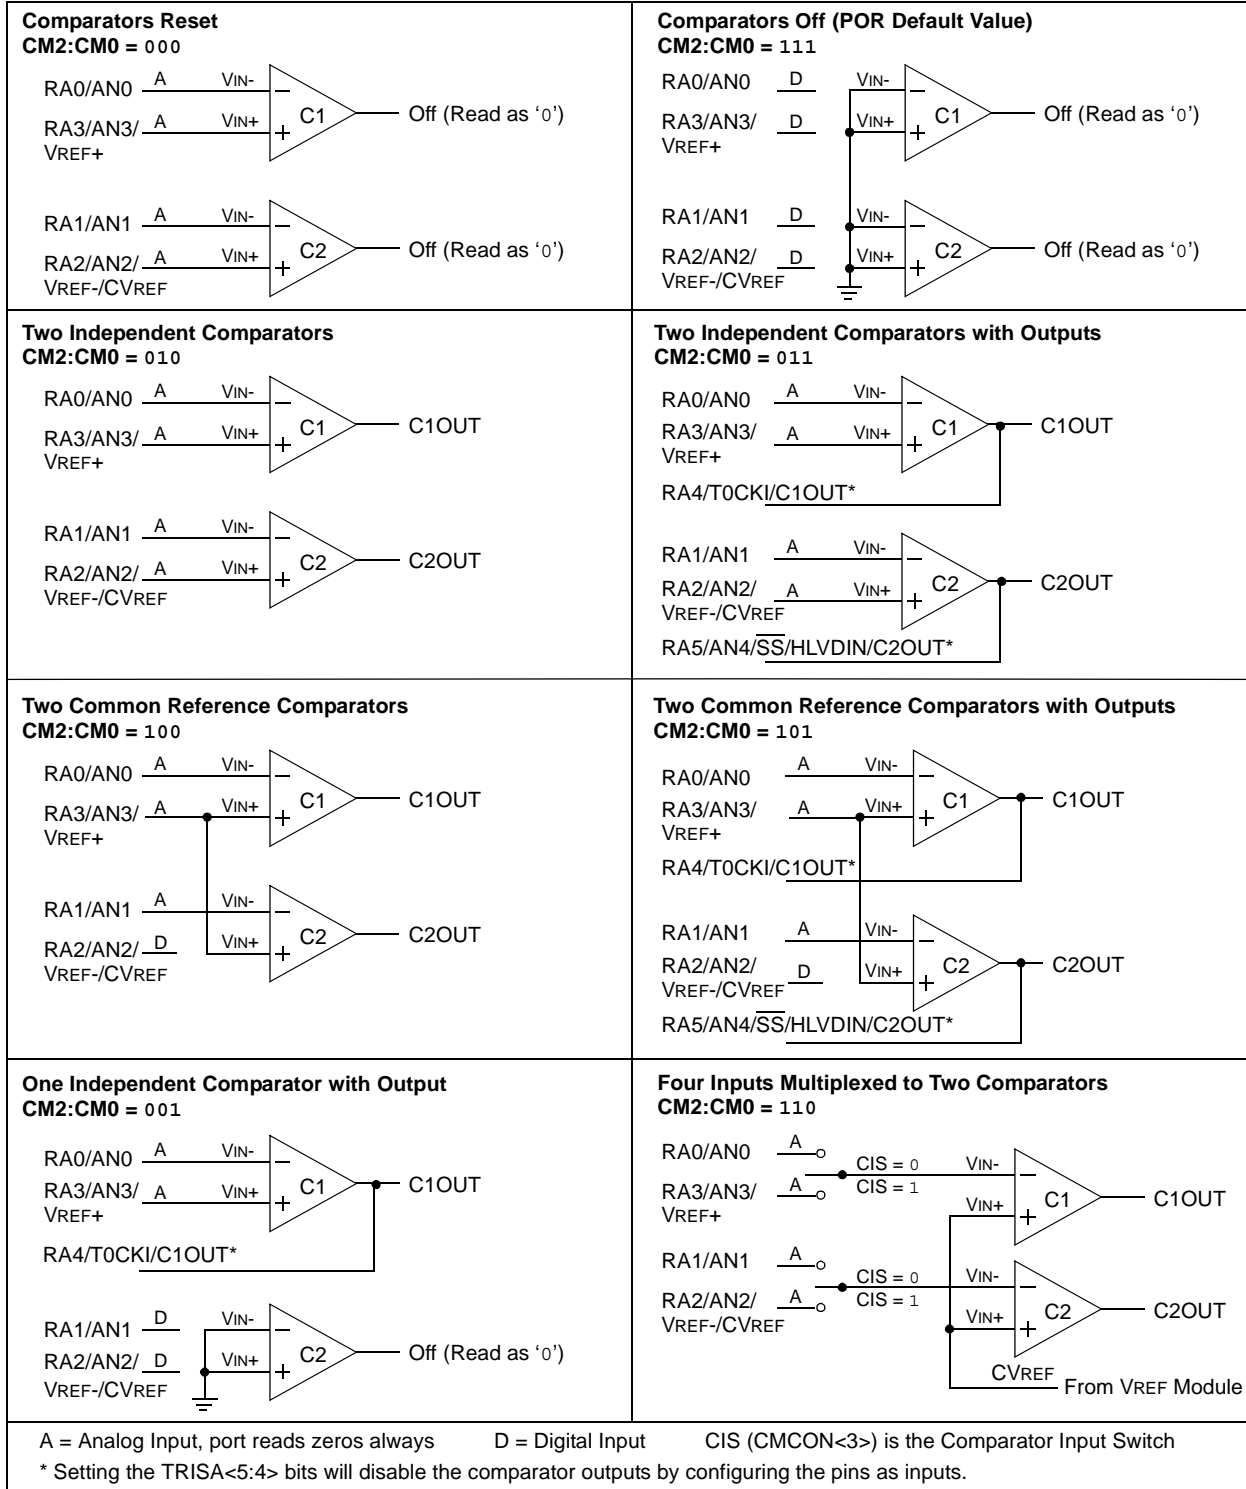 Comparators Reset
CM2:CM0 = 000
RA0/AN0 A VIN-
C1 Off (Read as ‘0’)
RA3/AN3/ A VIN+
VREF+
RA1/AN1 A VIN-
C2 Off (Read as ‘0’)
RA2/AN2/ A VIN+
VREF-/CVREF
Comparators Off (POR Default Value)
CM2:CM0 = 111
RA0/AN0 D VIN-
C1 Off (Read as ‘0’)
RA3/AN3/ D VIN+
VREF+
RA1/AN1 D VIN-
C2 Off (Read as ‘0’)
RA2/AN2/ D VIN+
VREF-/CVREF
Two Independent Comparators
CM2:CM0 = 010
RA0/AN0 A VIN-
C1 C1OUT
RA3/AN3/ A VIN+
VREF+
RA1/AN1 A VIN-
C2 C2OUT
RA2/AN2/ A VIN+
VREF-/CVREF
Two Independent Comparators with Outputs
CM2:CM0 = 011
RA0/AN0 A VIN-
C1 C1OUT
RA3/AN3/ A VIN+
VREF+
RA4/T0CKI/C1OUT*
RA1/AN1 A VIN-
C2 C2OUT
RA2/AN2/ A VIN+
VREF-/CVREF
RA5/AN4/SS/HLVDIN/C2OUT*
Two Common Reference Comparators
CM2:CM0 = 100
RA0/AN0 A VIN-
C1 C1OUT
RA3/AN3/ A VIN+
VREF+
RA1/AN1 A VIN-
C2 C2OUT
RA2/AN2/ D VIN+
VREF-/CVREF
Two Common Reference Comparators with Outputs
CM2:CM0 = 101
RA0/AN0 A VIN-
C1 C1OUT
RA3/AN3/ A VIN+
VREF+
RA4/T0CKI/C1OUT*
RA1/AN1 A VIN-
C2 C2OUT
RA2/AN2/ D VIN+
VREF-/CVREF
RA5/AN4/SS/HLVDIN/C2OUT*
One Independent Comparator with Output
CM2:CM0 = 001
RA0/AN0 A VIN-
C1 C1OUT
RA3/AN3/ A VIN+
VREF+
RA4/T0CKI/C1OUT*
RA1/AN1 D VIN-
C2 Off (Read as ‘0’)
RA2/AN2/ D VIN+
VREF-/CVREF
Four Inputs Multiplexed to Two Comparators
CM2:CM0 = 110
RA0/AN0 A
CIS = 0 VIN-
RA3/AN3/ A CIS = 1 C1 C1OUT
VREF+ VIN+
RA1/AN1 A
CIS = 0 VIN-
RA2/AN2/ A CIS = 1 C2 C2OUT
VREF-/CVREF VIN+
CVREF
From VREF Module
A = Analog Input, port reads zeros always D = Digital Input CIS (CMCON<3>) is the Comparator Input Switch
* Setting the TRISA<5:4> bits will disable the comparator outputs by configuring the pins as inputs.